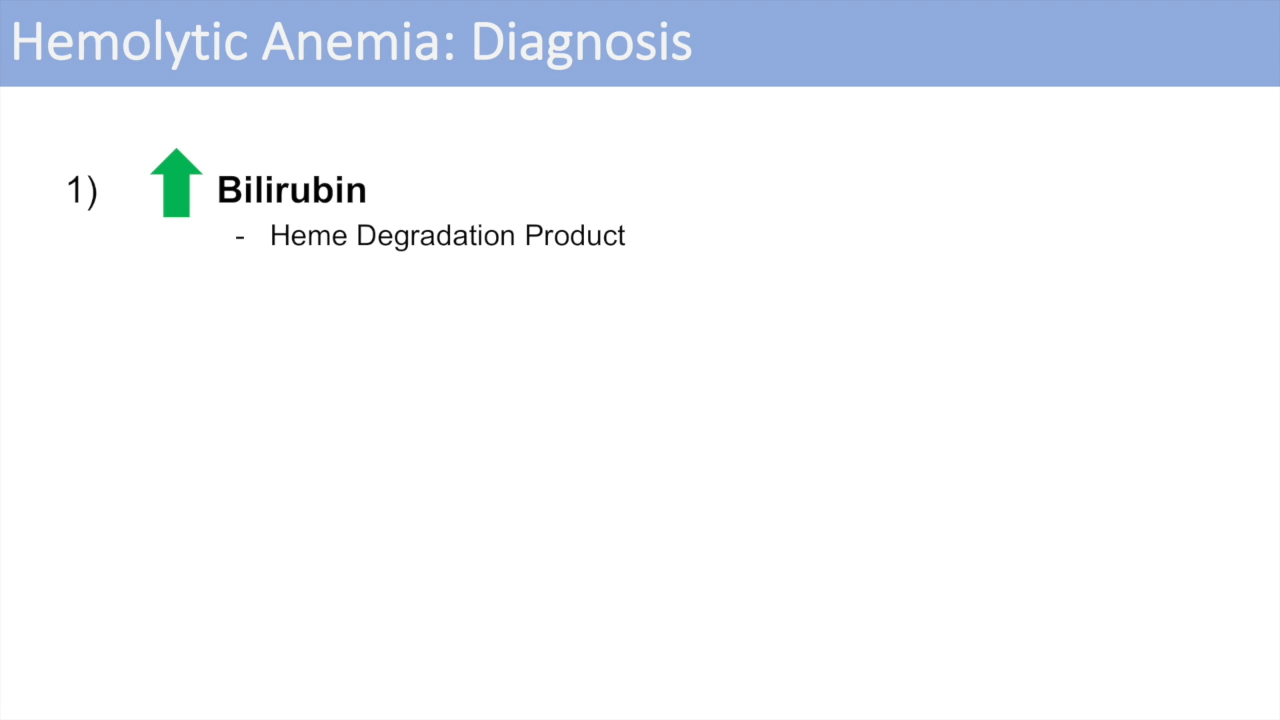 Hemolytic Anemia: Diagnosis
1) Bilirubin
- Heme Degradation Product